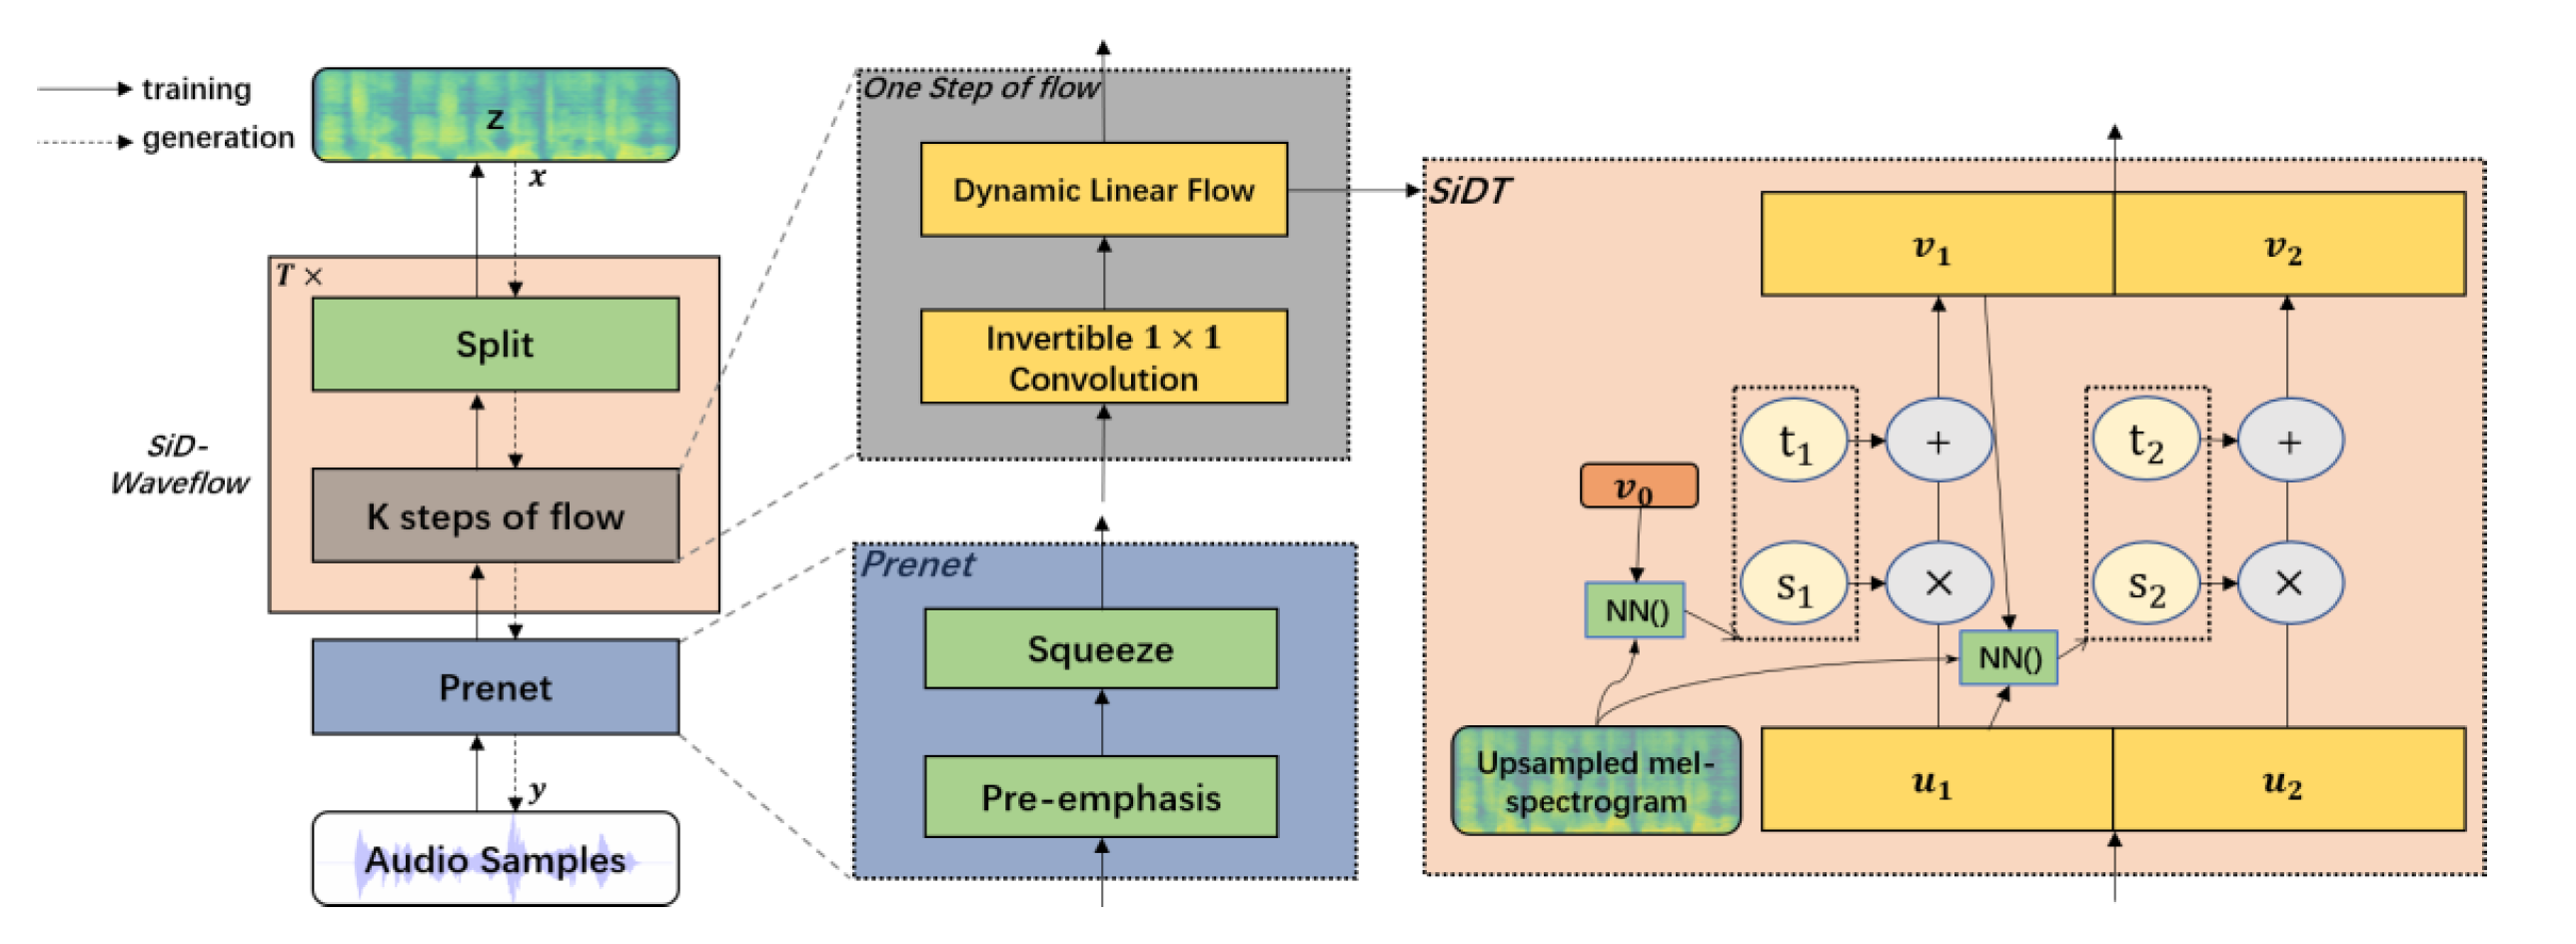 training
generation
z
x
T ×
Split
SiD-
Waveflow
K steps of flow
Prenet
y
Audio Samples
One Step of flow
Dynamic Linear Flow
Invertible 1 × 1
Convolution
Prenet
Squeeze
Pre-emphasis
SiDT
v₁
v₂
t₁
+
t₂
+
v₀
s₁
×
s₂
×
NN()
NN()
Upsampled mel-
spectrogram
u₁
u₂